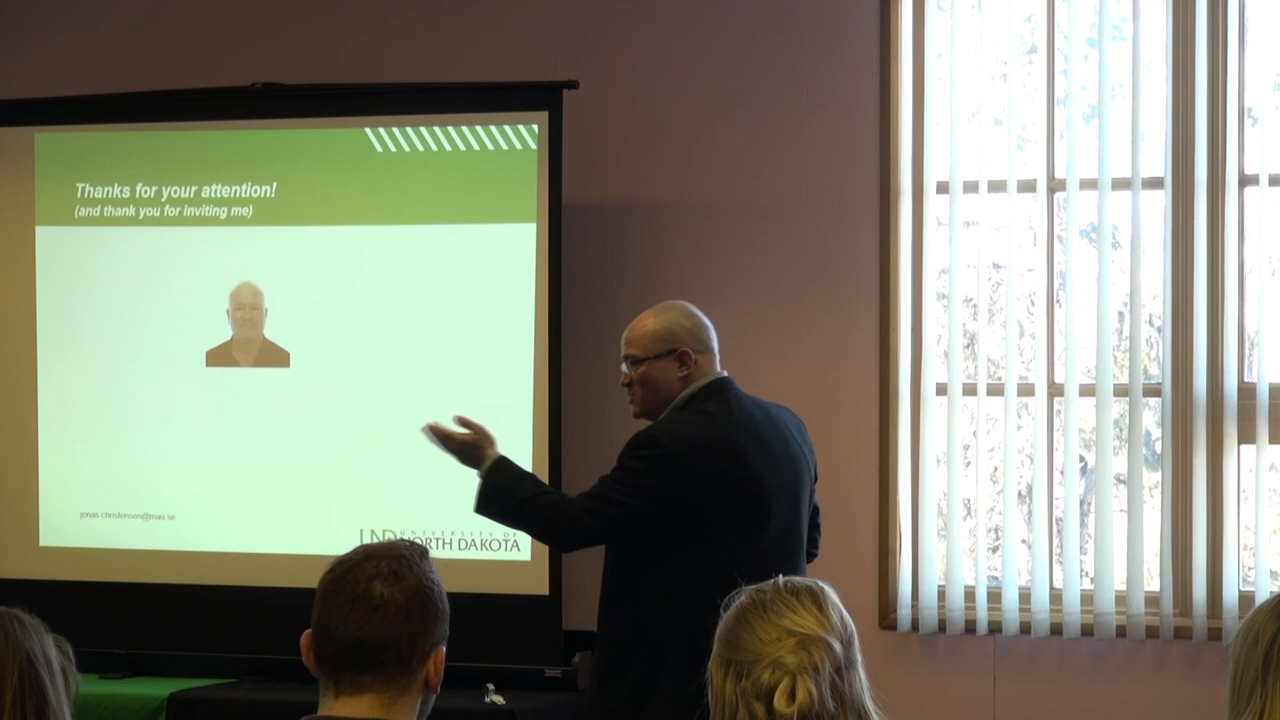 Thanks for your attention!
(and thank you for inviting me)
jonas.christensen@mau.se
UND UNIVERSITY OF
NORTH DAKOTA